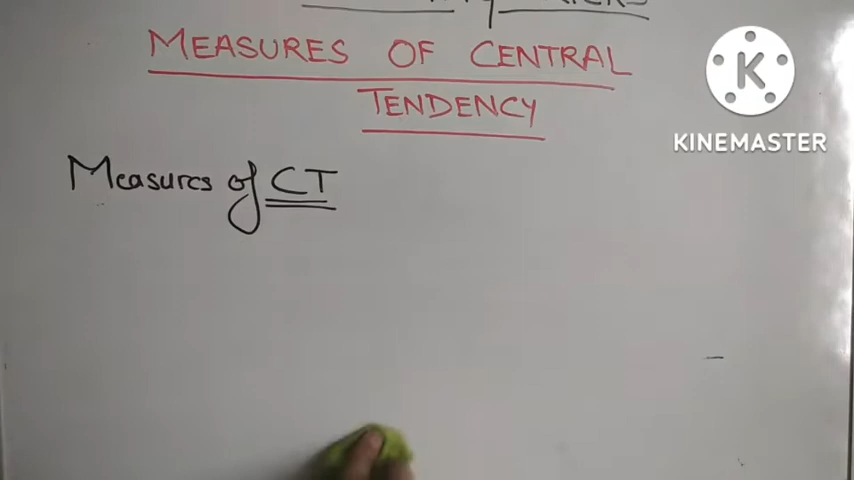 MEASURES OF CENTRAL
TENDENCY
K
KINEMASTER
Measures of CT